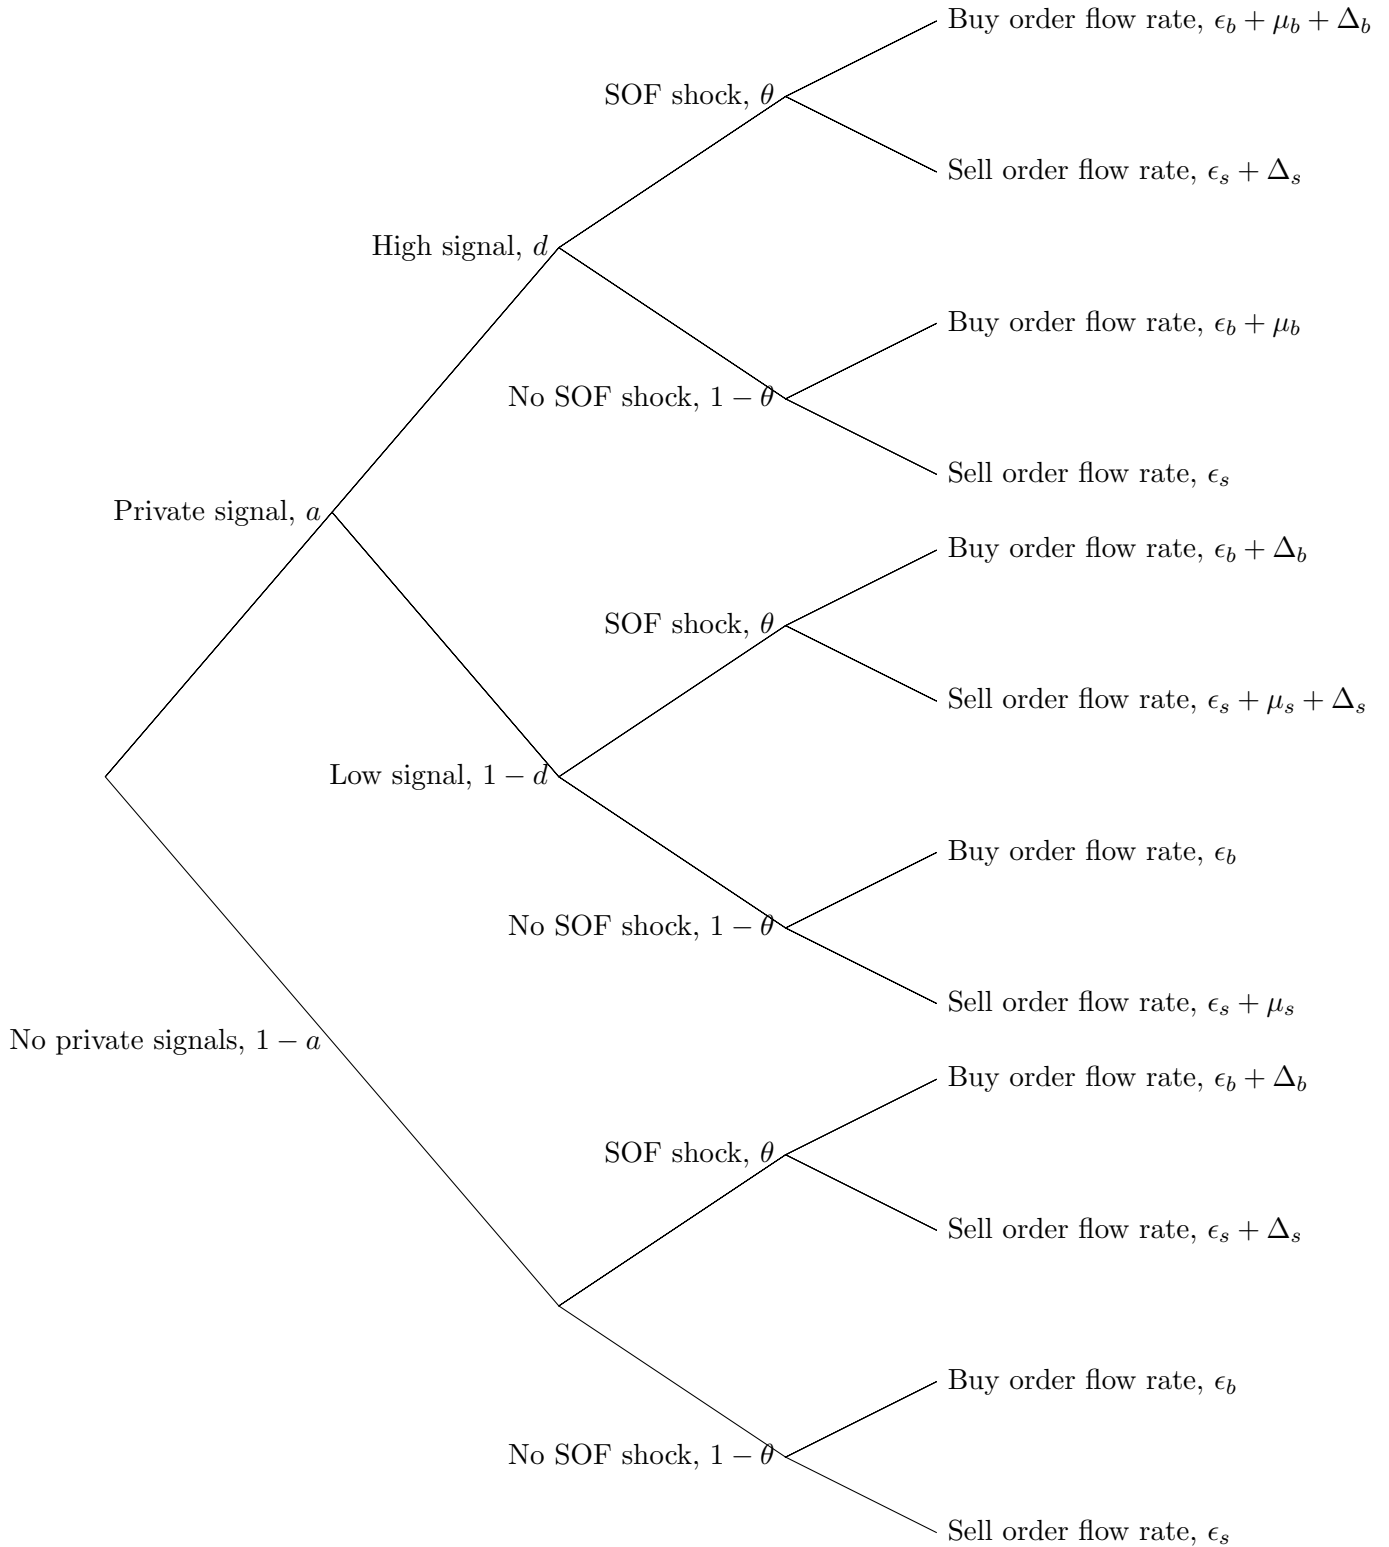 Buy order flow rate, $\epsilon_b + \mu_b + \Delta_b$
SOF shock, $\theta$
Sell order flow rate, $\epsilon_s + \Delta_s$
High signal, $d$
Buy order flow rate, $\epsilon_b + \mu_b$
No SOF shock, $1 - \theta$
Sell order flow rate, $\epsilon_s$
Private signal, $a$
Buy order flow rate, $\epsilon_b + \Delta_b$
SOF shock, $\theta$
Sell order flow rate, $\epsilon_s + \mu_s + \Delta_s$
Low signal, $1 - d$
Buy order flow rate, $\epsilon_b$
No SOF shock, $1 - \theta$
Sell order flow rate, $\epsilon_s + \mu_s$
No private signals, $1 - a$
Buy order flow rate, $\epsilon_b + \Delta_b$
SOF shock, $\theta$
Sell order flow rate, $\epsilon_s + \Delta_s$
Buy order flow rate, $\epsilon_b$
No SOF shock, $1 - \theta$
Sell order flow rate, $\epsilon_s$